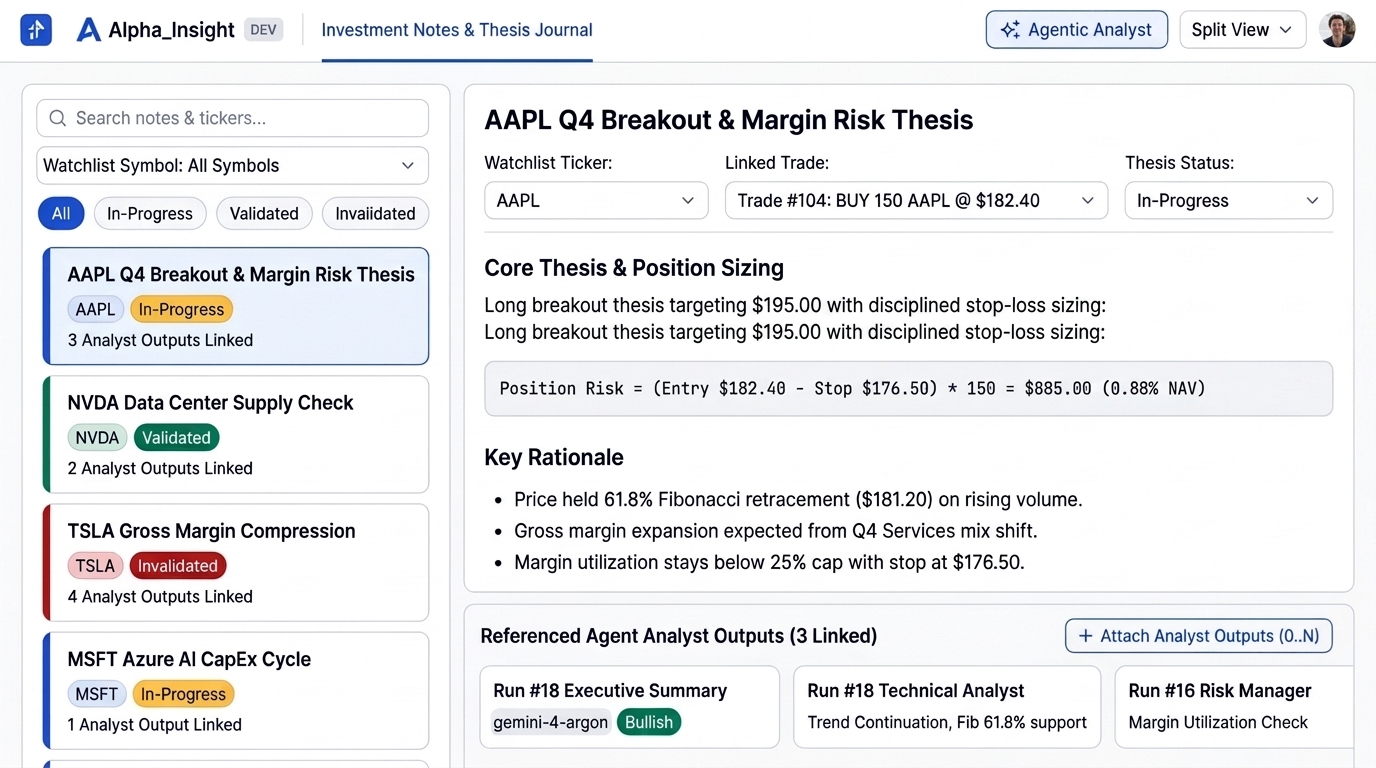 Alpha_Insight DEV
Investment Notes & Thesis Journal
Agentic Analyst
Split View
Search notes & tickers...
Watchlist Symbol: All Symbols
All
In-Progress
Validated
Invaiidated
AAPL Q4 Breakout & Margin Risk Thesis
AAPL In-Progress
3 Analyst Outputs Linked
NVDA Data Center Supply Check
NVDA Validated
2 Analyst Outputs Linked
TSLA Gross Margin Compression
TSLA Invalidated
4 Analyst Outputs Linked
MSFT Azure AI CapEx Cycle
MSFT In-Progress
1 Analyst Output Linked
AAPL Q4 Breakout & Margin Risk Thesis
Watchlist Ticker:
AAPL
Linked Trade:
Trade #104: BUY 150 AAPL @ $182.40
Thesis Status:
In-Progress
Core Thesis & Position Sizing
Long breakout thesis targeting $195.00 with disciplined stop-loss sizing:
Long breakout thesis targeting $195.00 with disciplined stop-loss sizing:
Position Risk = (Entry $182.40 - Stop $176.50) * 150 = $885.00 (0.88% NAV)
Key Rationale
• Price held 61.8% Fibonacci retracement ($181.20) on rising volume.
• Gross margin expansion expected from Q4 Services mix shift.
• Margin utilization stays below 25% cap with stop at $176.50.
Referenced Agent Analyst Outputs (3 Linked)
+ Attach Analyst Outputs (0..N)
Run #18 Executive Summary
gemini-4-argon Bullish
Run #18 Technical Analyst
Trend Continuation, Fib 61.8% support
Run #16 Risk Manager
Margin Utilization Check